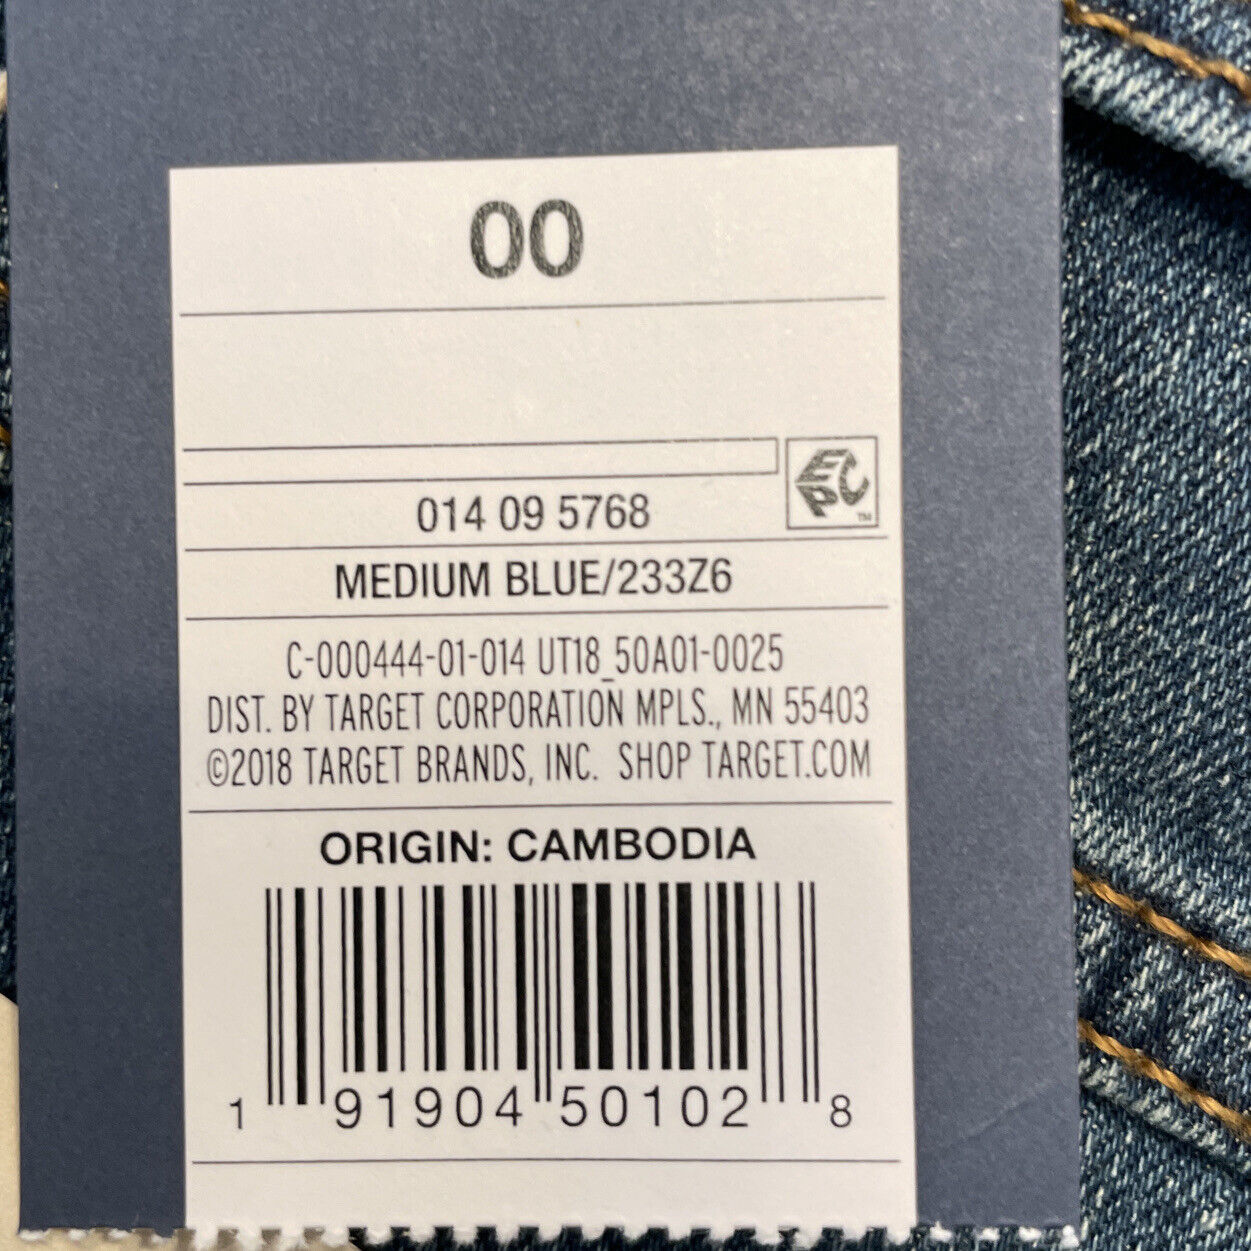 00
EPC™
014 09 5768
MEDIUM BLUE/233Z6
C-000444-01-014 UT18_50A01-0025
DIST. BY TARGET CORPORATION MPLS., MN 55403
©2018 TARGET BRANDS, INC. SHOP TARGET.COM
ORIGIN: CAMBODIA
1 91904 50102 8